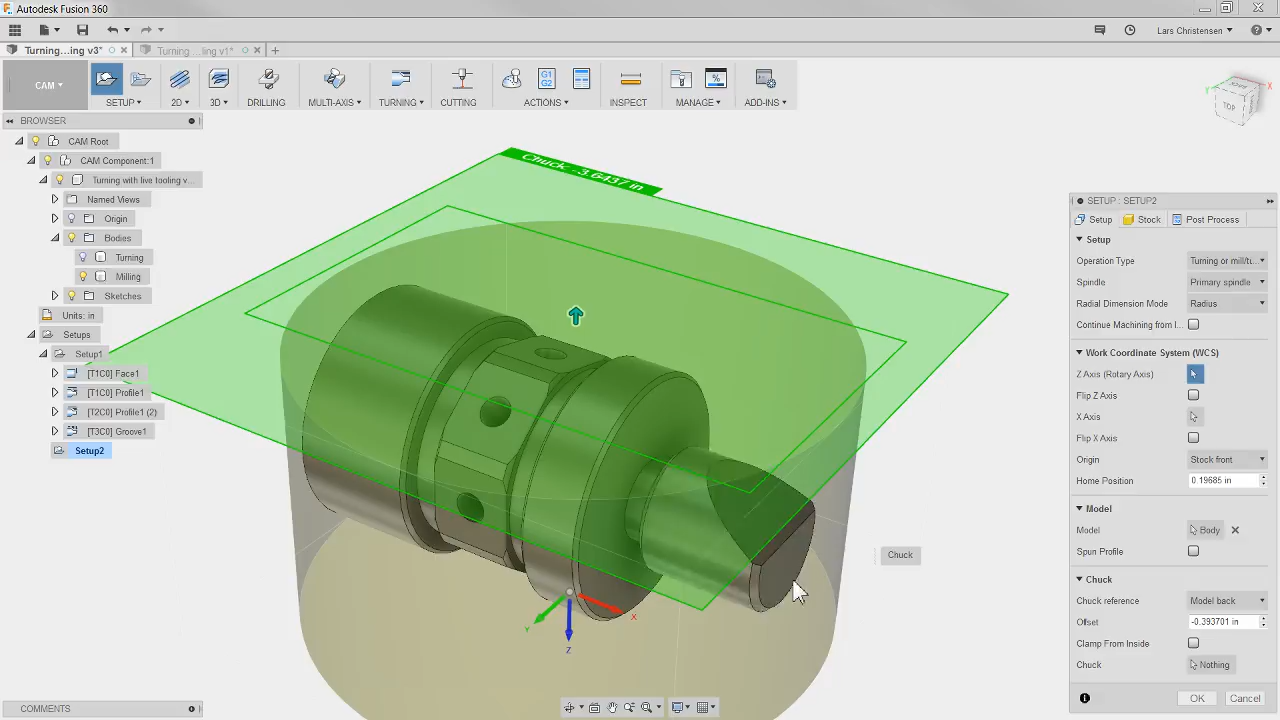 Autodesk Fusion 360
Lars Christensen
Turning...ing v3*
Turning ...ling v1*
CAM
SETUP
2D
3D
DRILLING
MULTI-AXIS
TURNING
CUTTING
G1
G2
ACTIONS
INSPECT
MANAGE
ADD-INS
TOP
X
Y
BROWSER
CAM Root
CAM Component:1
Turning with live tooling v...
Named Views
Origin
Bodies
Turning
Milling
Sketches
Units: in
Setups
Setup1
[T1C0] Face1
[T1C0] Profile1
[T2C0] Profile1 (2)
[T3C0] Groove1
Setup2
Chuck: -3.6437 in
Chuck
X
Y
Z
SETUP : SETUP2
Setup
Stock
Post Process
Setup
Operation Type
Turning or mill/t...
Spindle
Primary spindle
Radial Dimension Mode
Radius
Continue Machining from I...
Work Coordinate System (WCS)
Z Axis (Rotary Axis)
Flip Z Axis
X Axis
Flip X Axis
Origin
Stock front
Home Position
0.19685 in
Model
Model
Body
Spun Profile
Chuck
Chuck reference
Model back
Offset
-0.393701 in
Clamp From Inside
Chuck
Nothing
OK
Cancel
COMMENTS